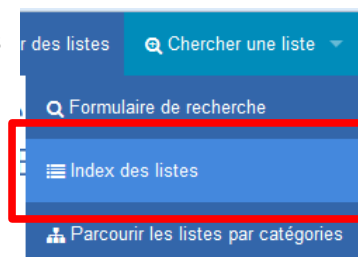 r des listes Chercher une liste
Formulaire de recherche
Index des listes
Parcourir les listes par catégories